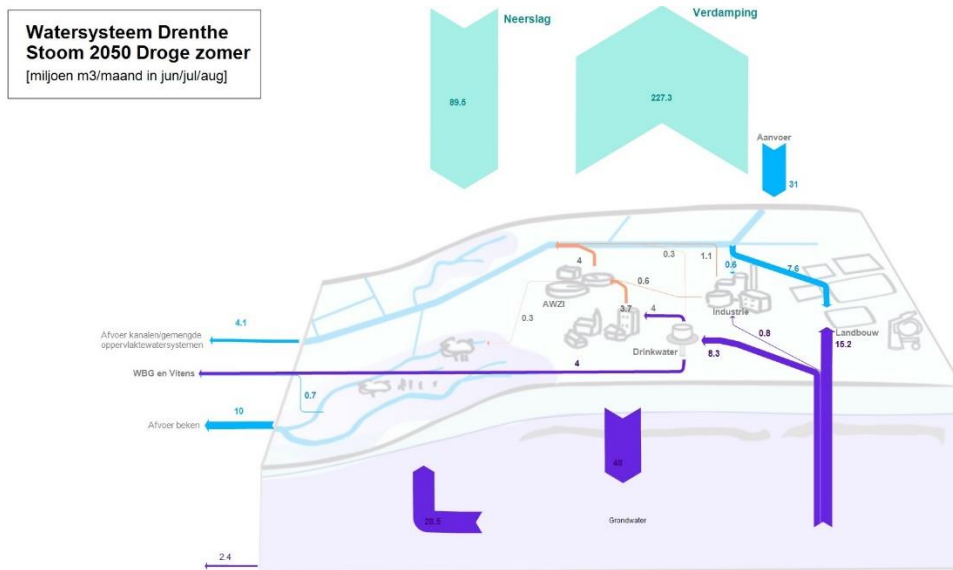 Watersysteem Drenthe
Stoom 2050 Droge zomer
[miljoen m3/maand in jun/jul/aug]
Neerslag
Verdamping
89.5
227.3
Aanvoer
31
4
0.3
1.1
0.6
7.6
0.6
AWZI
3.7
4
Industrie
0.3
Landbouw
0.8
15.2
Drinkwater
8.3
4.1
Afvoer kanalen/gemengde
oppervlaktewatersystemen
WBG en Vitens
4
0.7
10
Afvoer beken
48
20.5
Grondwater
2.4